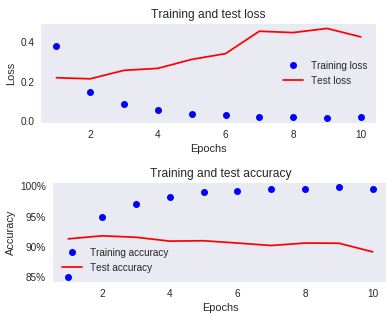 Training and test loss
0.4
0.2
0.0
Loss
Training loss
Test loss
2 4 6 8 10
Epochs
Training and test accuracy
100%
95%
90%
85%
Accuracy
Training accuracy
Test accuracy
2 4 6 8 10
Epochs